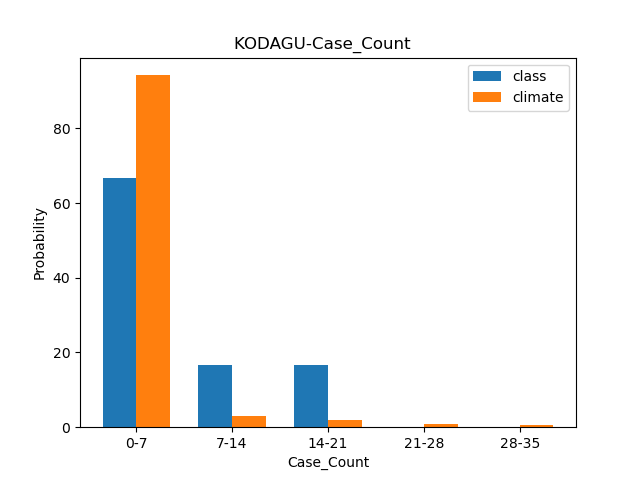 KODAGU-Case_Count
class
climate
Probability
80
60
40
20
0
0-7 7-14 14-21 21-28 28-35
Case_Count